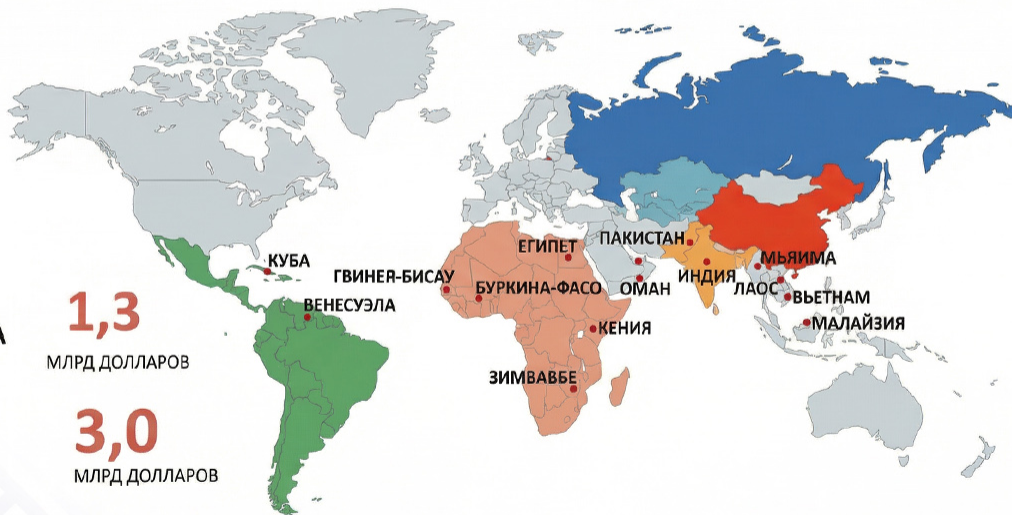 ЕГИПЕТ
ПАКИСТАН
КУБА
МЬЯИМА
ГВИНЕЯ-БИСАУ
БУРКИНА-ФАСО
ОМАН
ИНДИЯ
ЛАОС
ВЬЕТНАМ
ВЕНЕСУЭЛА
МАЛАЙЗИЯ
КЕНИЯ
ЗИМВАВБЕ
1,3
МЛРД ДОЛЛАРОВ
3,0
МЛРД ДОЛЛАРОВ